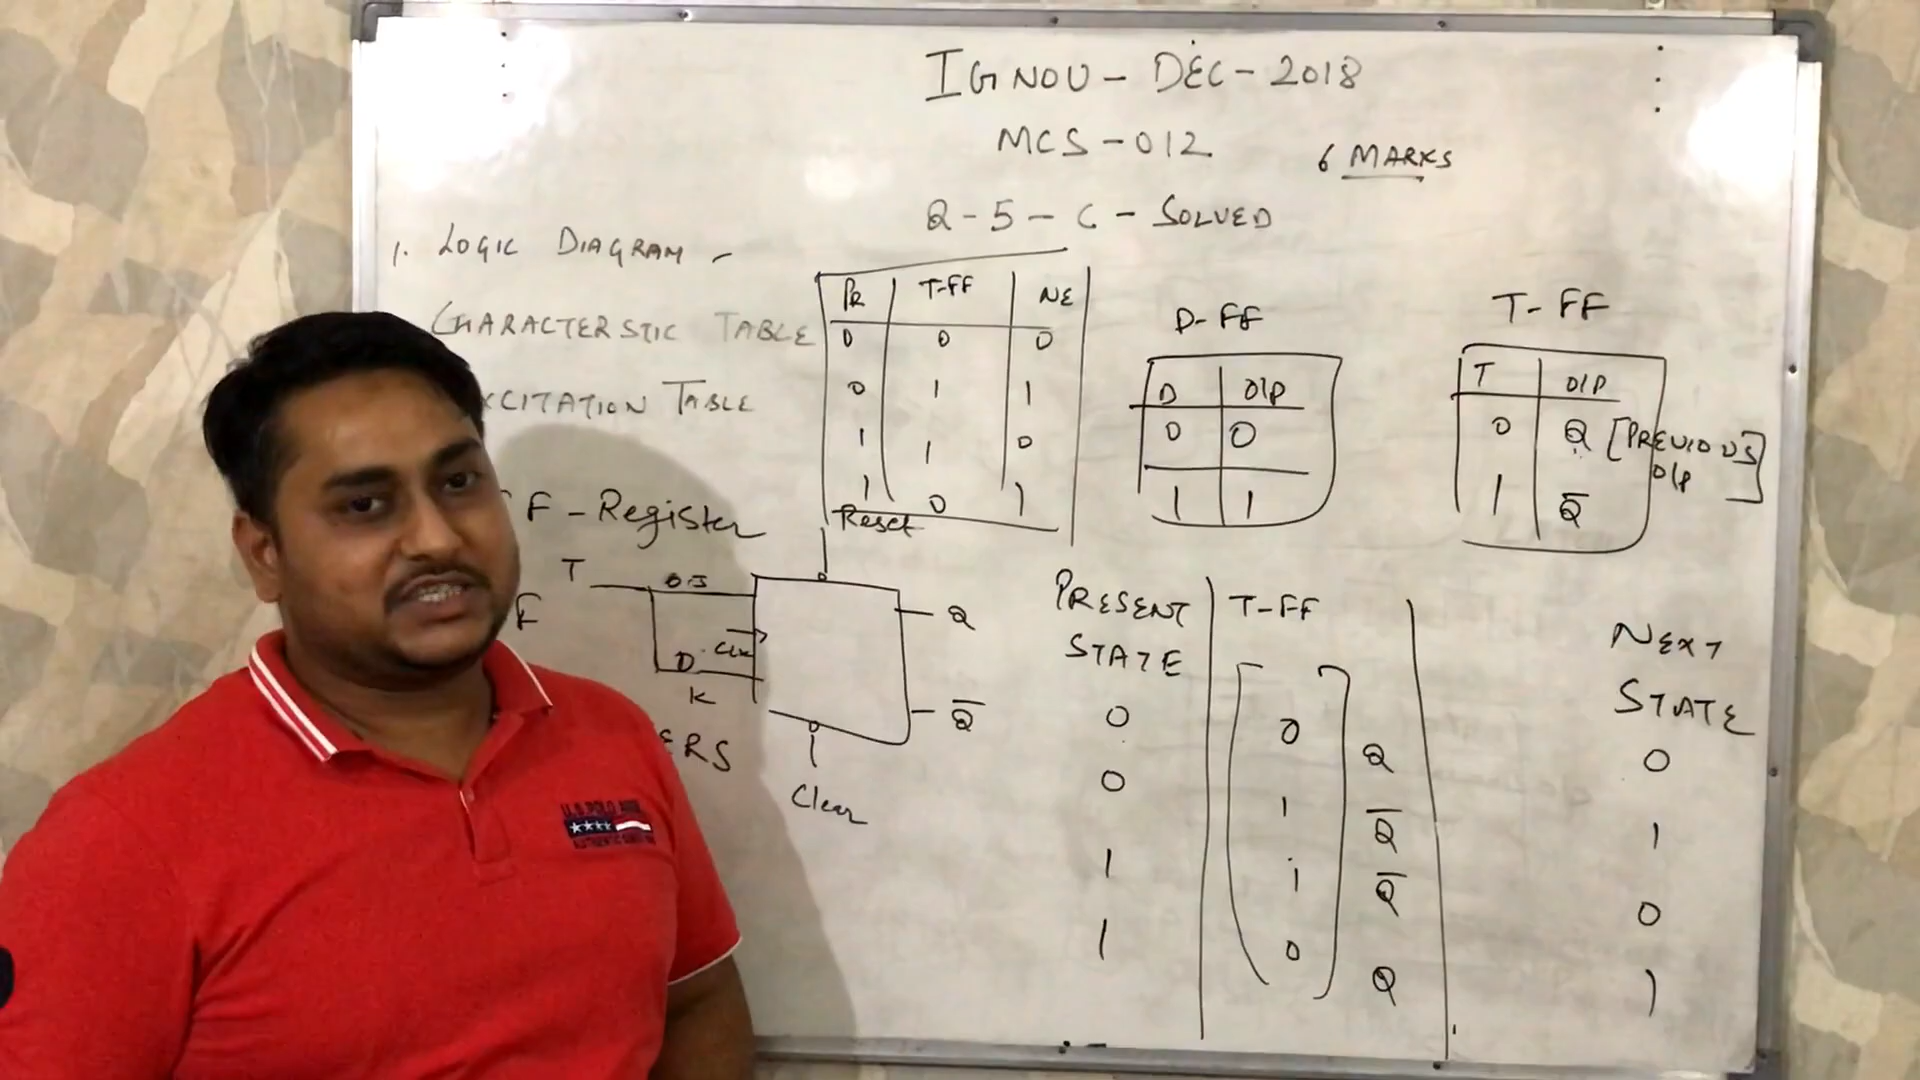 IGNOU - DEC - 2018
MCS - 012
6 MARKS
Q - 5 - C - SOLVED
1. LOGIC DIAGRAM -
CHARACTERSTIC TABLE
XCITATION TABLE
F - Register
F
ERS
PR T-FF NE
0 0 0
0 1 1
1 1 0
1 0 1
D-FF
D O/P
0 0
1 1
T-FF
T O/P
0 Q [PREVIOUS O/P]
1 Q̅
Reset
T
J
CLK
D
K
Q
Q̅
Clear
PRESENT STATE T-FF NEXT STATE
0 0 Q 0
0 1 Q̅ 1
1 1 Q̅ 0
1 0 Q 1
U.S. POLO ASSN.